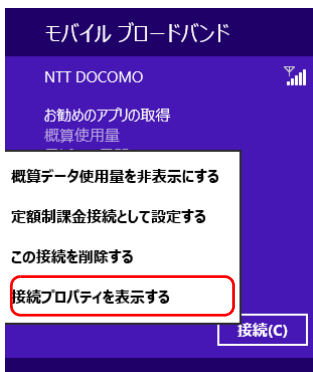 モバイル ブロードバンド
NTT DOCOMO
お勧めのアプリの取得
概算使用量
概算データ使用量を非表示にする
定額制課金接続として設定する
この接続を削除する
接続プロパティを表示する
接続(C)